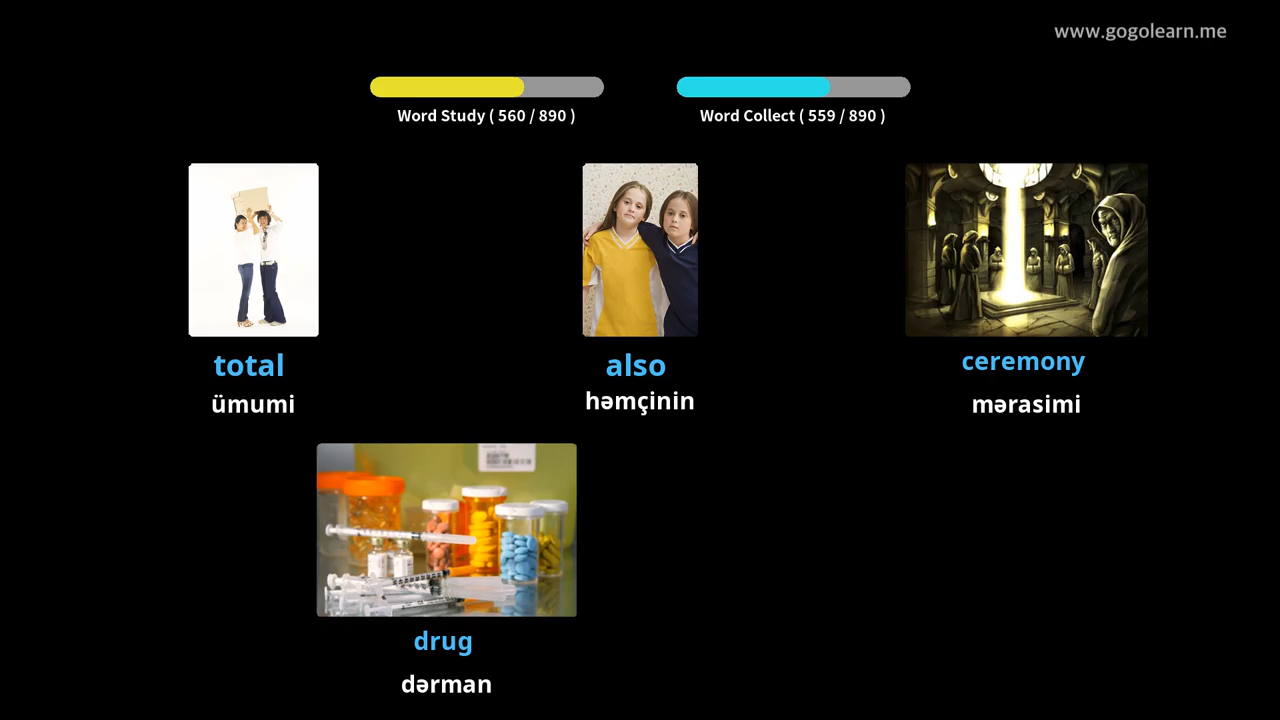 www.gogolearn.me
Word Study ( 560 / 890 )
Word Collect ( 559 / 890 )
total
ümumi
also
həmçinin
ceremony
mərasimi
drug
dərman